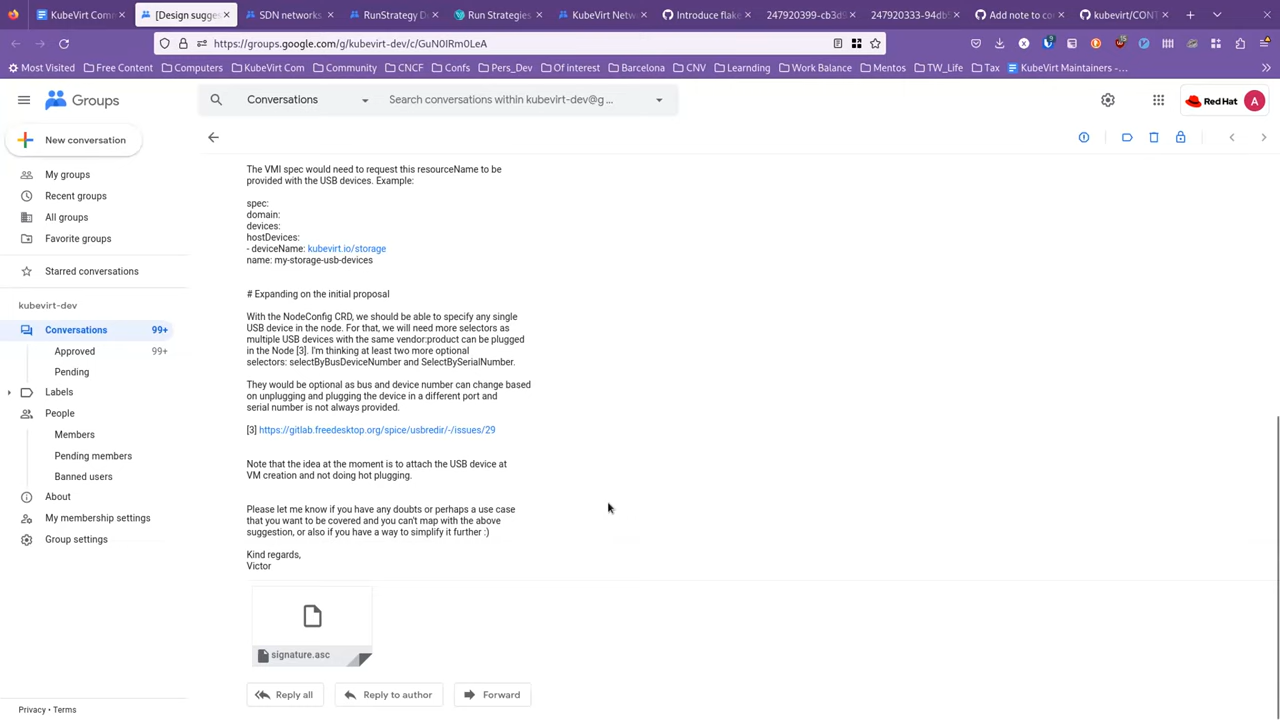 KubeVirt Comm
[Design sugges
SDN networks
RunStrategy D
Run Strategies
KubeVirt Netw
Introduce flake
247920399-cb3d
247920333-94db
Add note to co
kubevirt/CONT
https://groups.google.com/g/kubevirt-dev/c/GuN0IRm0LeA
Most Visited
Free Content
Computers
KubeVirt Com
Community
CNCF
Confs
Pers_Dev
Of interest
Barcelona
CNV
Learnding
Work Balance
Mentos
TW_Life
Tax
KubeVirt Maintainers -...
Groups
Conversations
Search conversations within kubevirt-dev@g ...
Red Hat
A
New conversation
My groups
Recent groups
All groups
Favorite groups
Starred conversations
kubevirt-dev
Conversations 99+
Approved 99+
Pending
Labels
People
Members
Pending members
Banned users
About
My membership settings
Group settings
Privacy • Terms
The VMI spec would need to request this resourceName to be
provided with the USB devices. Example:
spec:
domain:
devices:
hostDevices:
- deviceName: kubevirt.io/storage
name: my-storage-usb-devices
# Expanding on the initial proposal
With the NodeConfig CRD, we should be able to specify any single
USB device in the node. For that, we will need more selectors as
multiple USB devices with the same vendor:product can be plugged
in the Node [3]. I'm thinking at least two more optional
selectors: selectByBusDeviceNumber and SelectBySerialNumber.
They would be optional as bus and device number can change based
on unplugging and plugging the device in a different port and
serial number is not always provided.
[3] https://gitlab.freedesktop.org/spice/usbredir/-/issues/29
Note that the idea at the moment is to attach the USB device at
VM creation and not doing hot plugging.
Please let me know if you have any doubts or perhaps a use case
that you want to be covered and you can't map with the above
suggestion, or also if you have a way to simplify it further :)
Kind regards,
Victor
signature.asc
Reply all
Reply to author
Forward